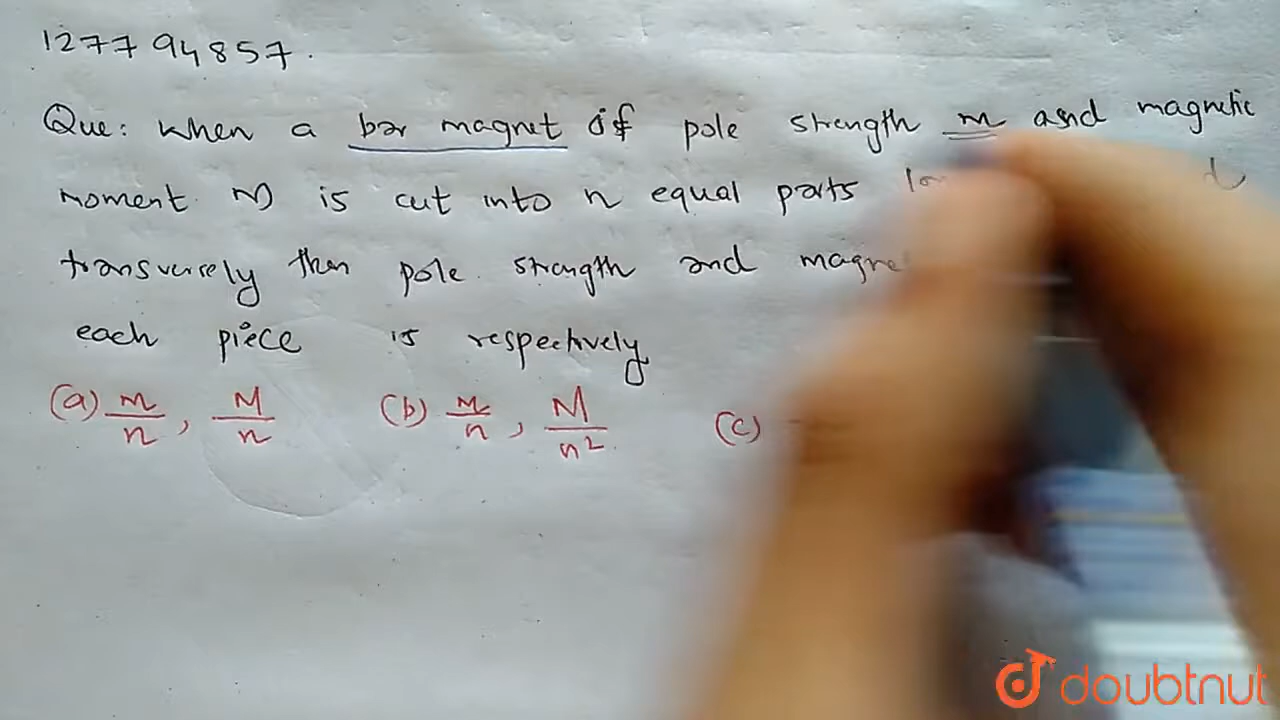 1277 94857.
Que: when a bar magnet of pole strength m and magnetic
moment M is cut into n equal parts
transversely then pole strength and
each piece is respectively
(a) m/n, M/n (b) m/n, M/n² (c)
doubtnut